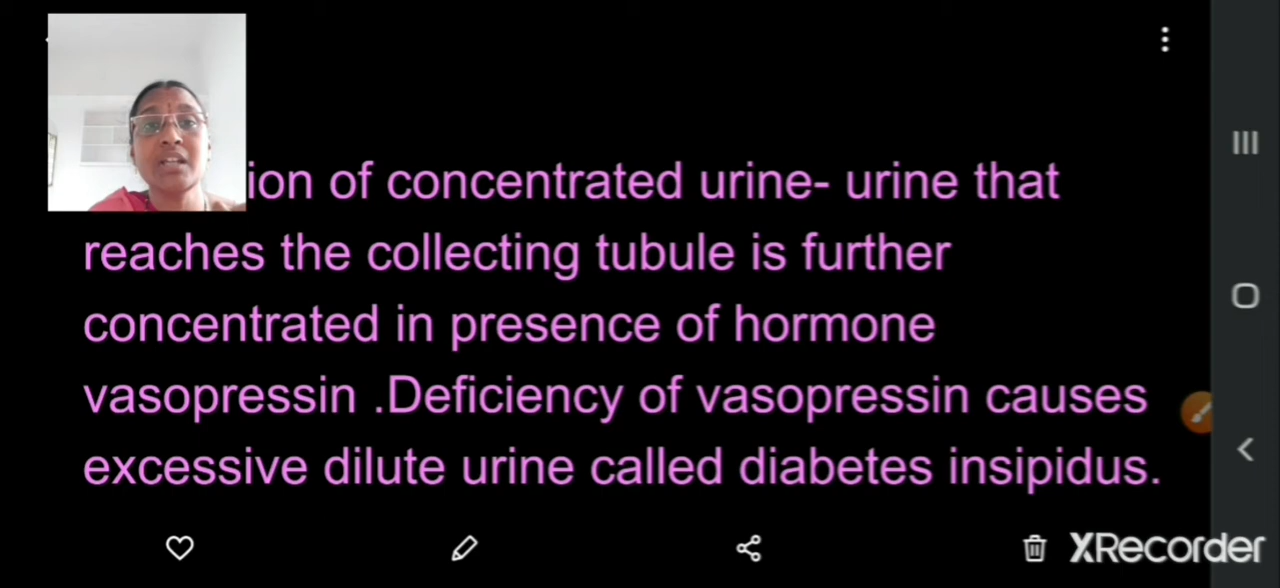 ion of concentrated urine- urine that
reaches the collecting tubule is further
concentrated in presence of hormone
vasopressin .Deficiency of vasopressin causes
excessive dilute urine called diabetes insipidus.
XRecorder